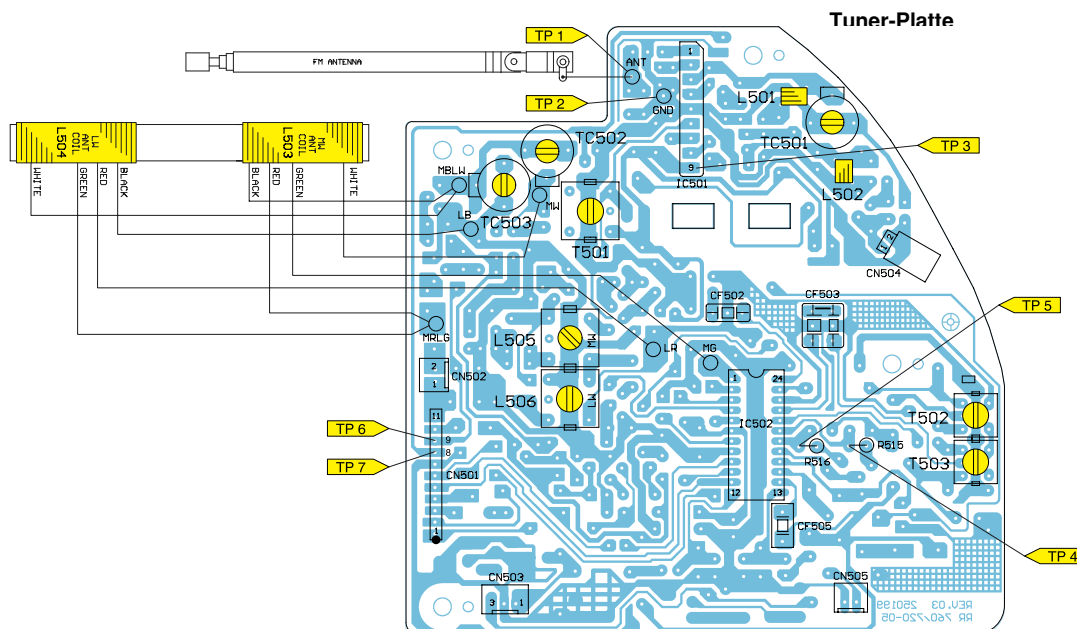 Tuner-Platte
TP 1
FM ANTENNA
ANT
1
TP 2
GND
L501
TC501
L504
LW
ANT
COIL
L503
MW
ANT
COIL
TC502
TP 3
9
IC501
WHITE
GREEN
RED
BLACK
BLACK
RED
GREEN
WHITE
MBLW
MW
L502
TC503
LB
T501
1
2
CN504
CF502
CF503
TP 5
MRLG
L505
MW
LR
MG
2
1
CN502
L506
LW
1
24
IC502
T502
11
TP 6
9
R515
R516
TP 7
8
T503
CN501
12
13
1
CF505
TP 4
CN503
3
1
CN505
REV.03 250199
RR 760/720-05